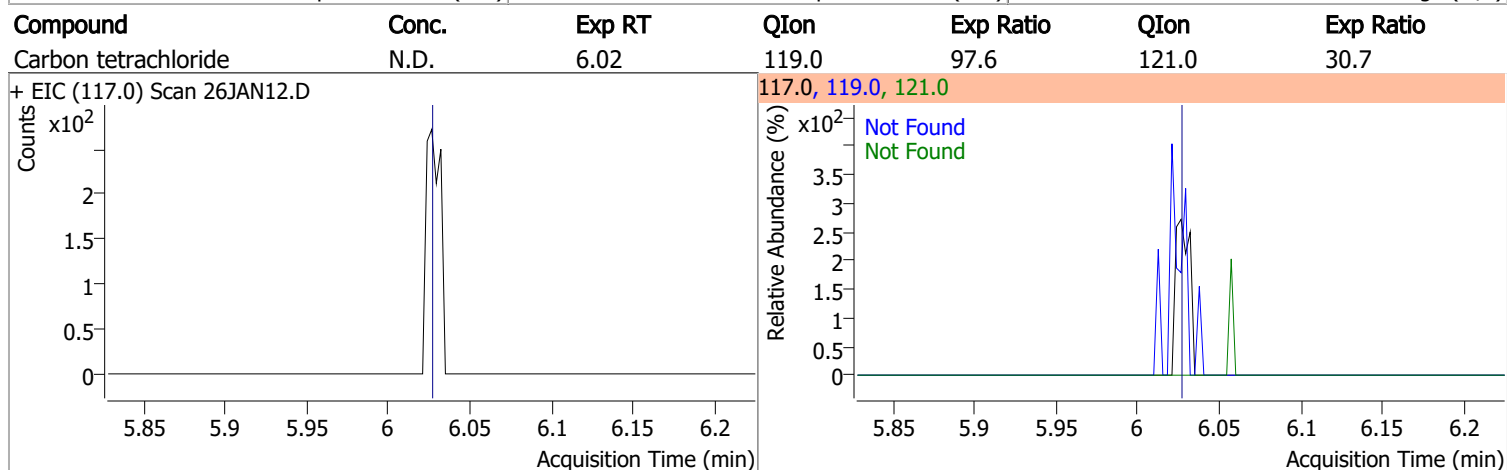 Compound Conc. Exp RT QIon Exp Ratio QIon Exp Ratio
Carbon tetrachloride N.D. 6.02 119.0 97.6 121.0 30.7
+ EIC (117.0) Scan 26JAN12.D
Counts
x10²
2
1.5
1
0.5
0
5.85 5.9 5.95 6 6.05 6.1 6.15 6.2
Acquisition Time (min)
117.0, 119.0, 121.0
Relative Abundance (%)
x10²
Not Found
Not Found
3.5
3
2.5
2
1.5
1
0.5
0
5.85 5.9 5.95 6 6.05 6.1 6.15 6.2
Acquisition Time (min)